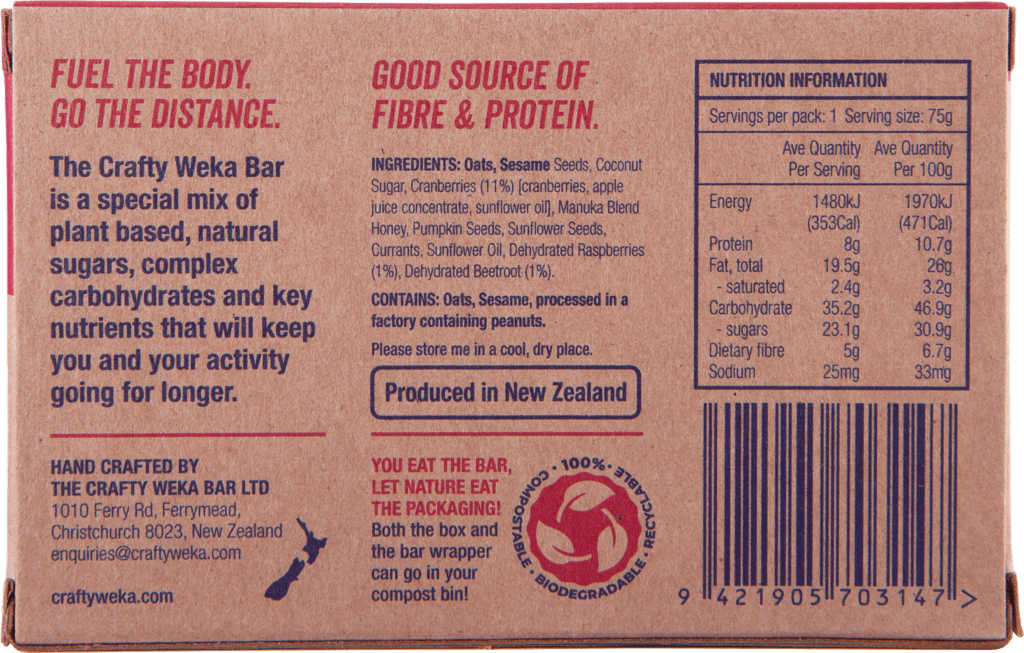 FUEL THE BODY.
GO THE DISTANCE.
The Crafty Weka Bar
is a special mix of
plant based, natural
sugars, complex
carbohydrates and key
nutrients that will keep
you and your activity
going for longer.
HAND CRAFTED BY
THE CRAFTY WEKA BAR LTD
1010 Ferry Rd, Ferrymead,
Christchurch 8023, New Zealand
enquiries@craftyweka.com
craftyweka.com
GOOD SOURCE OF
FIBRE & PROTEIN.
INGREDIENTS: Oats, Sesame Seeds, Coconut
Sugar, Cranberries (11%) [cranberries, apple
juice concentrate, sunflower oil], Manuka Blend
Honey, Pumpkin Seeds, Sunflower Seeds,
Currants, Sunflower Oil, Dehydrated Raspberries
(1%), Dehydrated Beetroot (1%).
CONTAINS: Oats, Sesame, processed in a
factory containing peanuts.
Please store me in a cool, dry place.
Produced in New Zealand
YOU EAT THE BAR,
LET NATURE EAT
THE PACKAGING!
Both the box and
the bar wrapper
can go in your
compost bin!
100% • RECYCLABLE • BIODEGRADABLE • COMPOSTABLE •
NUTRITION INFORMATION
Servings per pack: 1 Serving size: 75g
Ave Quantity Ave Quantity
Per Serving Per 100g
Energy 1480kJ 1970kJ
(353Cal) (471Cal)
Protein 8g 10.7g
Fat, total 19.5g 26g
- saturated 2.4g 3.2g
Carbohydrate 35.2g 46.9g
- sugars 23.1g 30.9g
Dietary fibre 5g 6.7g
Sodium 25mg 33mg
9 421905 703147 >